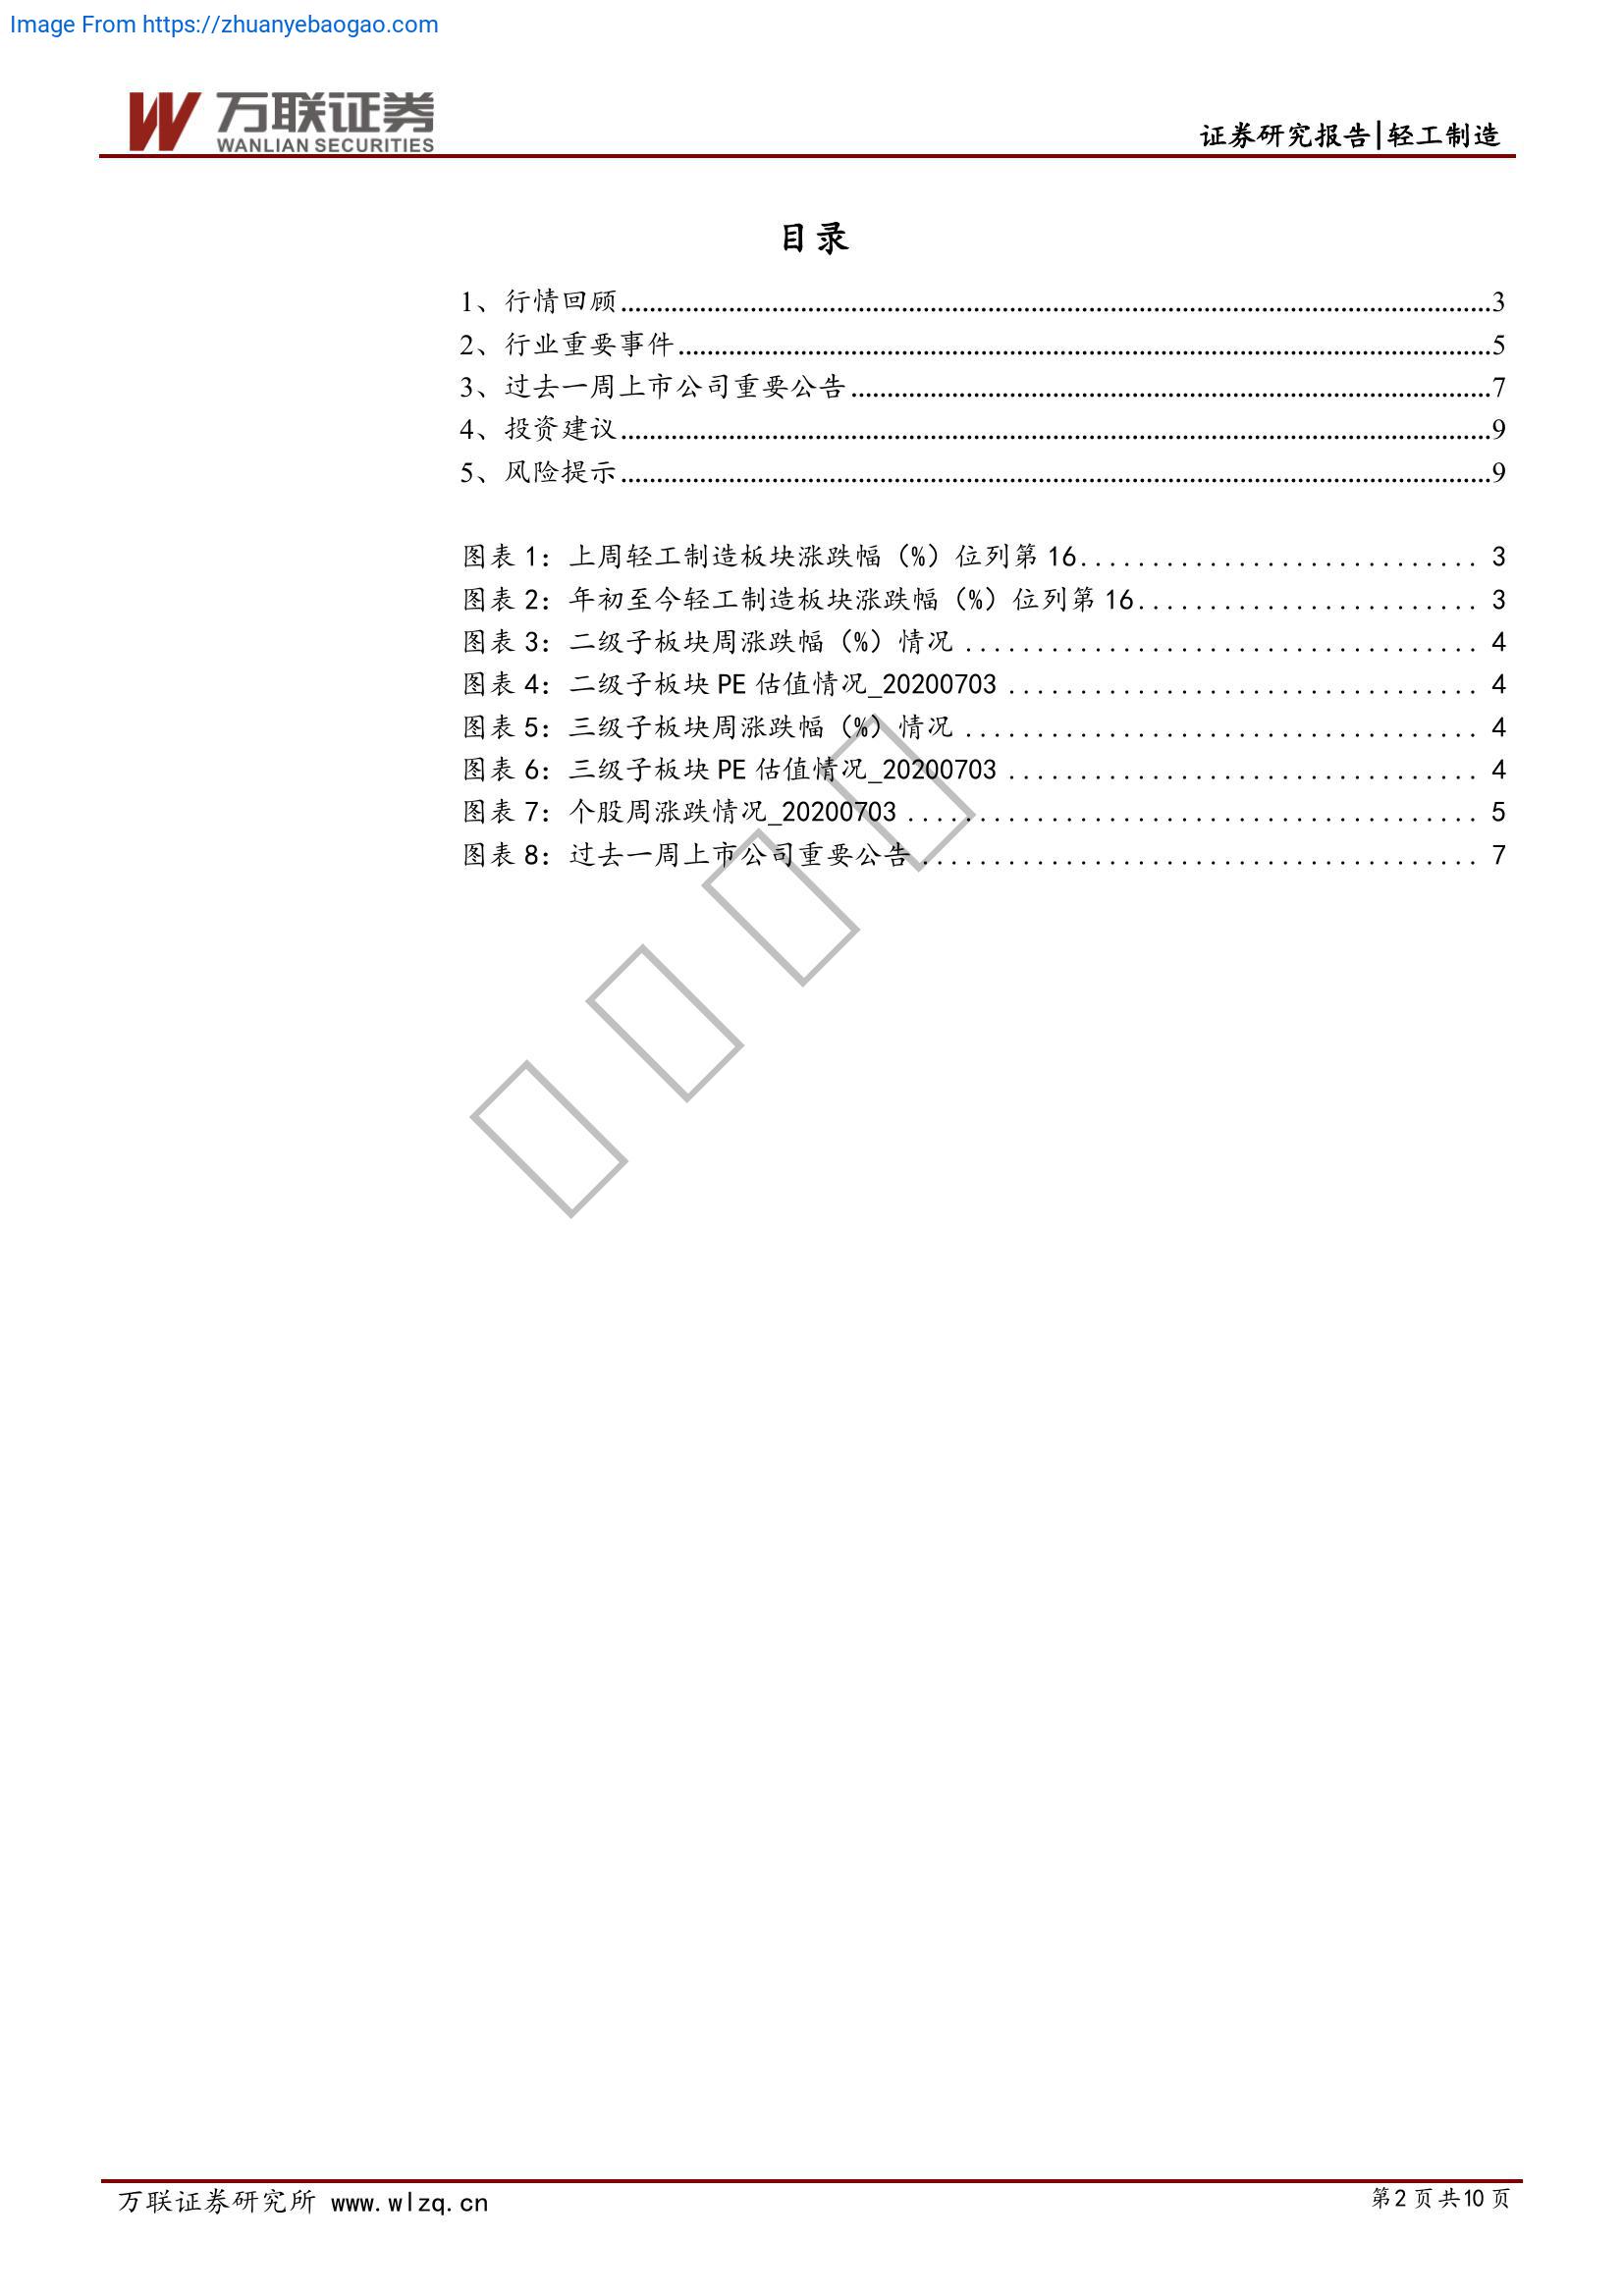 Image From https://zhuanyebaogao.com
万联证券
WANLIAN SECURITIES
证券研究报告|轻工制造
目录
1、行情回顾....................3
2、行业重要事件....................5
3、过去一周上市公司重要公告....................7
4、投资建议....................9
5、风险提示....................9
图表 1：上周轻工制造板块涨跌幅（%）位列第 16.................... 3
图表 2：年初至今轻工制造板块涨跌幅（%）位列第 16.................... 3
图表 3：二级子板块周涨跌幅（%）情况 .................... 4
图表 4：二级子板块 PE 估值情况_20200703 .................... 4
图表 5：三级子板块周涨跌幅（%）情况 .................... 4
图表 6：三级子板块 PE 估值情况_20200703 .................... 4
图表 7：个股周涨跌情况_20200703 .................... 5
图表 8：过去一周上市公司重要公告 .................... 7
万联证券研究所 www.wlzq.cn
第2 页 共10 页